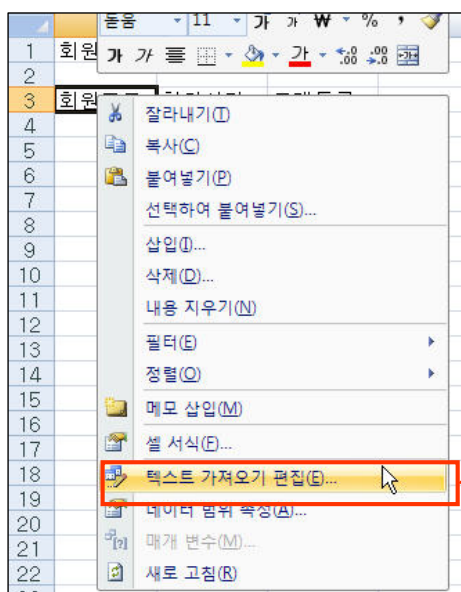 돋움 11 가 가 ₩ % ,
1 회원
가 가 가
2
3 회원
잘라내기(T)
4
복사(C)
5
6 붙여넣기(P)
7
선택하여 붙여넣기(S)...
8
9 삽입(I)...
10 삭제(D)...
11
내용 지우기(N)
12
13 필터(E)
14 정렬(O)
15
메모 삽입(M)
16
17 셀 서식(F)...
18 텍스트 가져오기 편집(E)...
19
데이터 범위 속성(A)...
20
21 매개 변수(M)...
22 새로 고침(R)